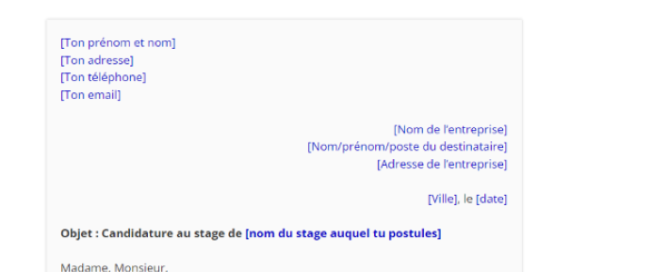 [Ton prénom et nom]
[Ton adresse]
[Ton téléphone]
[Ton email]
[Nom de l'entreprise]
[Nom/prénom/poste du destinataire]
[Adresse de l'entreprise]
[Ville], le [date]
Objet : Candidature au stage de [nom du stage auquel tu postules]
Madame, Monsieur,